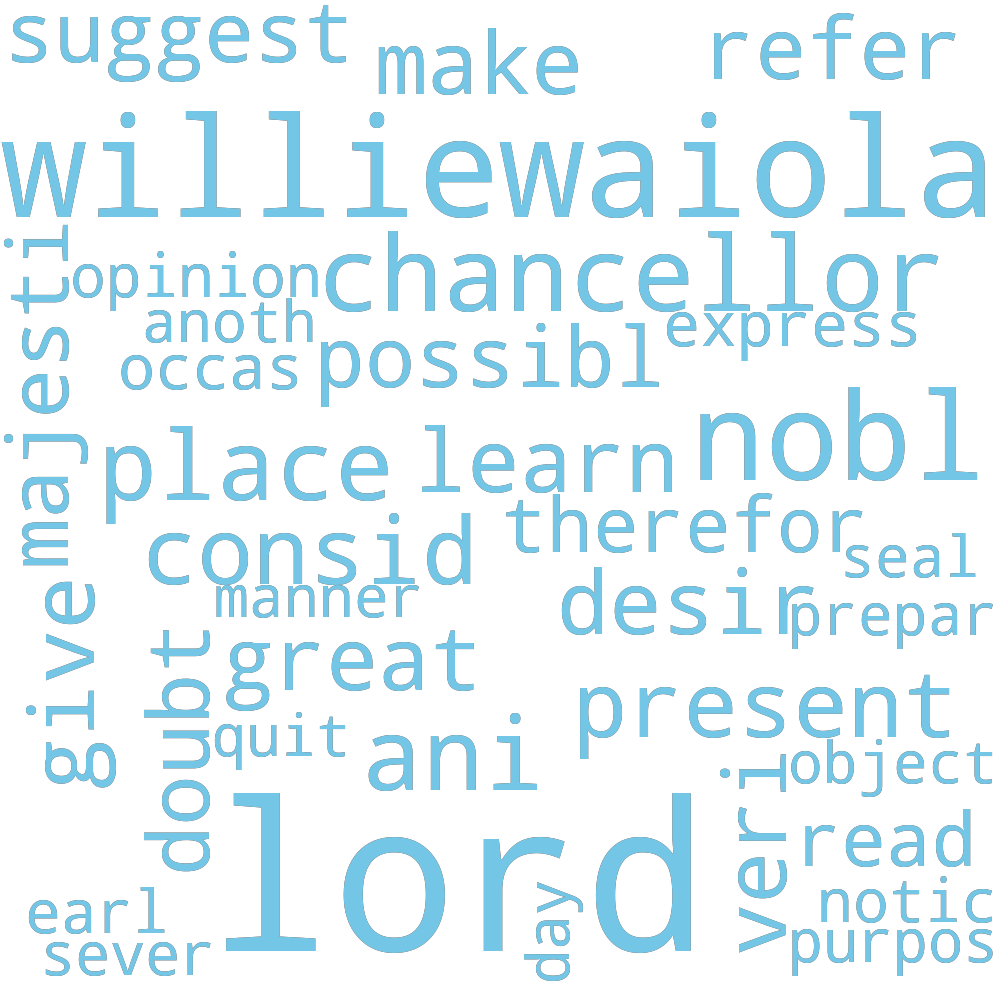 suggest
make
refer
williewaiola
majesti
opinion
chancellor
anoth
express
occas
possibl
nobl
place
learn
consid
therefor
seal
manner
desir
prepar
give
doubt
great
present
quit
ani
object
veri
lord
read
earl
day
notic
sever
purpos